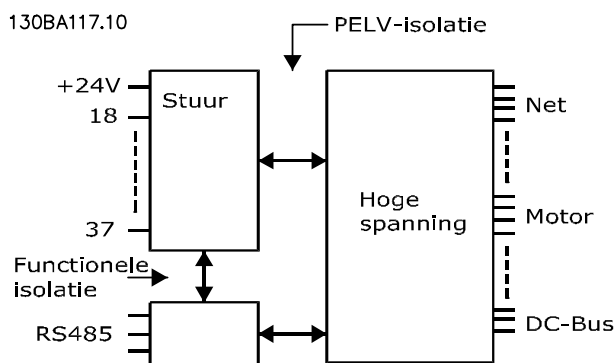 130BA117.10
PELV-isolatie
+24V
Stuur
18
Net
Hoge
spanning
37
Motor
Functionele
isolatie
RS485
DC-Bus